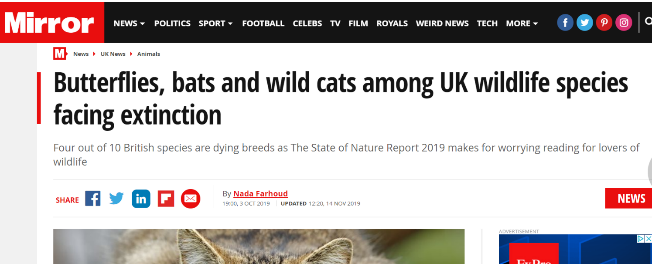 Mirror NEWS POLITICS SPORT FOOTBALL CELEBS TV FILM ROYALS WEIRD NEWS TECH MORE
M News UK News Animals
Butterflies, bats and wild cats among UK wildlife species
facing extinction
Four out of 10 British species are dying breeds as The State of Nature Report 2019 makes for worrying reading for lovers of
wildlife
SHARE
By Nada Farhoud
19:00, 3 OCT 2019 UPDATED 12:20, 14 NOV 2019
NEWS
ADVERTISEMENT